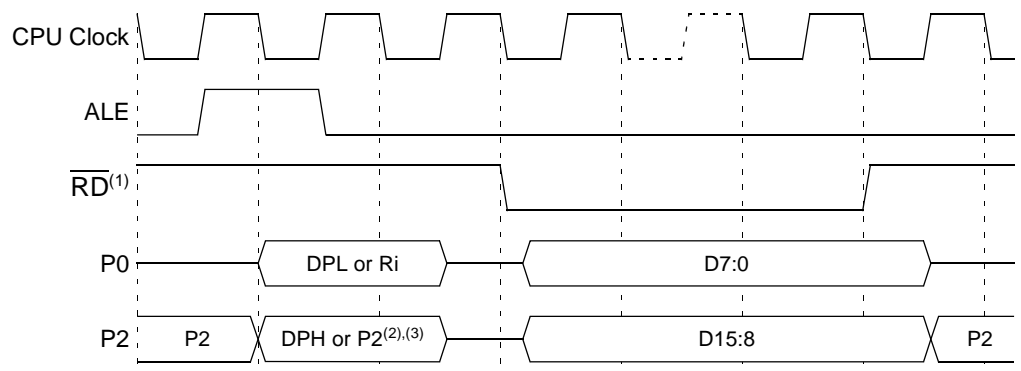 CPU Clock
ALE
RD(1)
P0 DPL or Ri D7:0
P2 P2 DPH or P2(2),(3) D15:8 P2